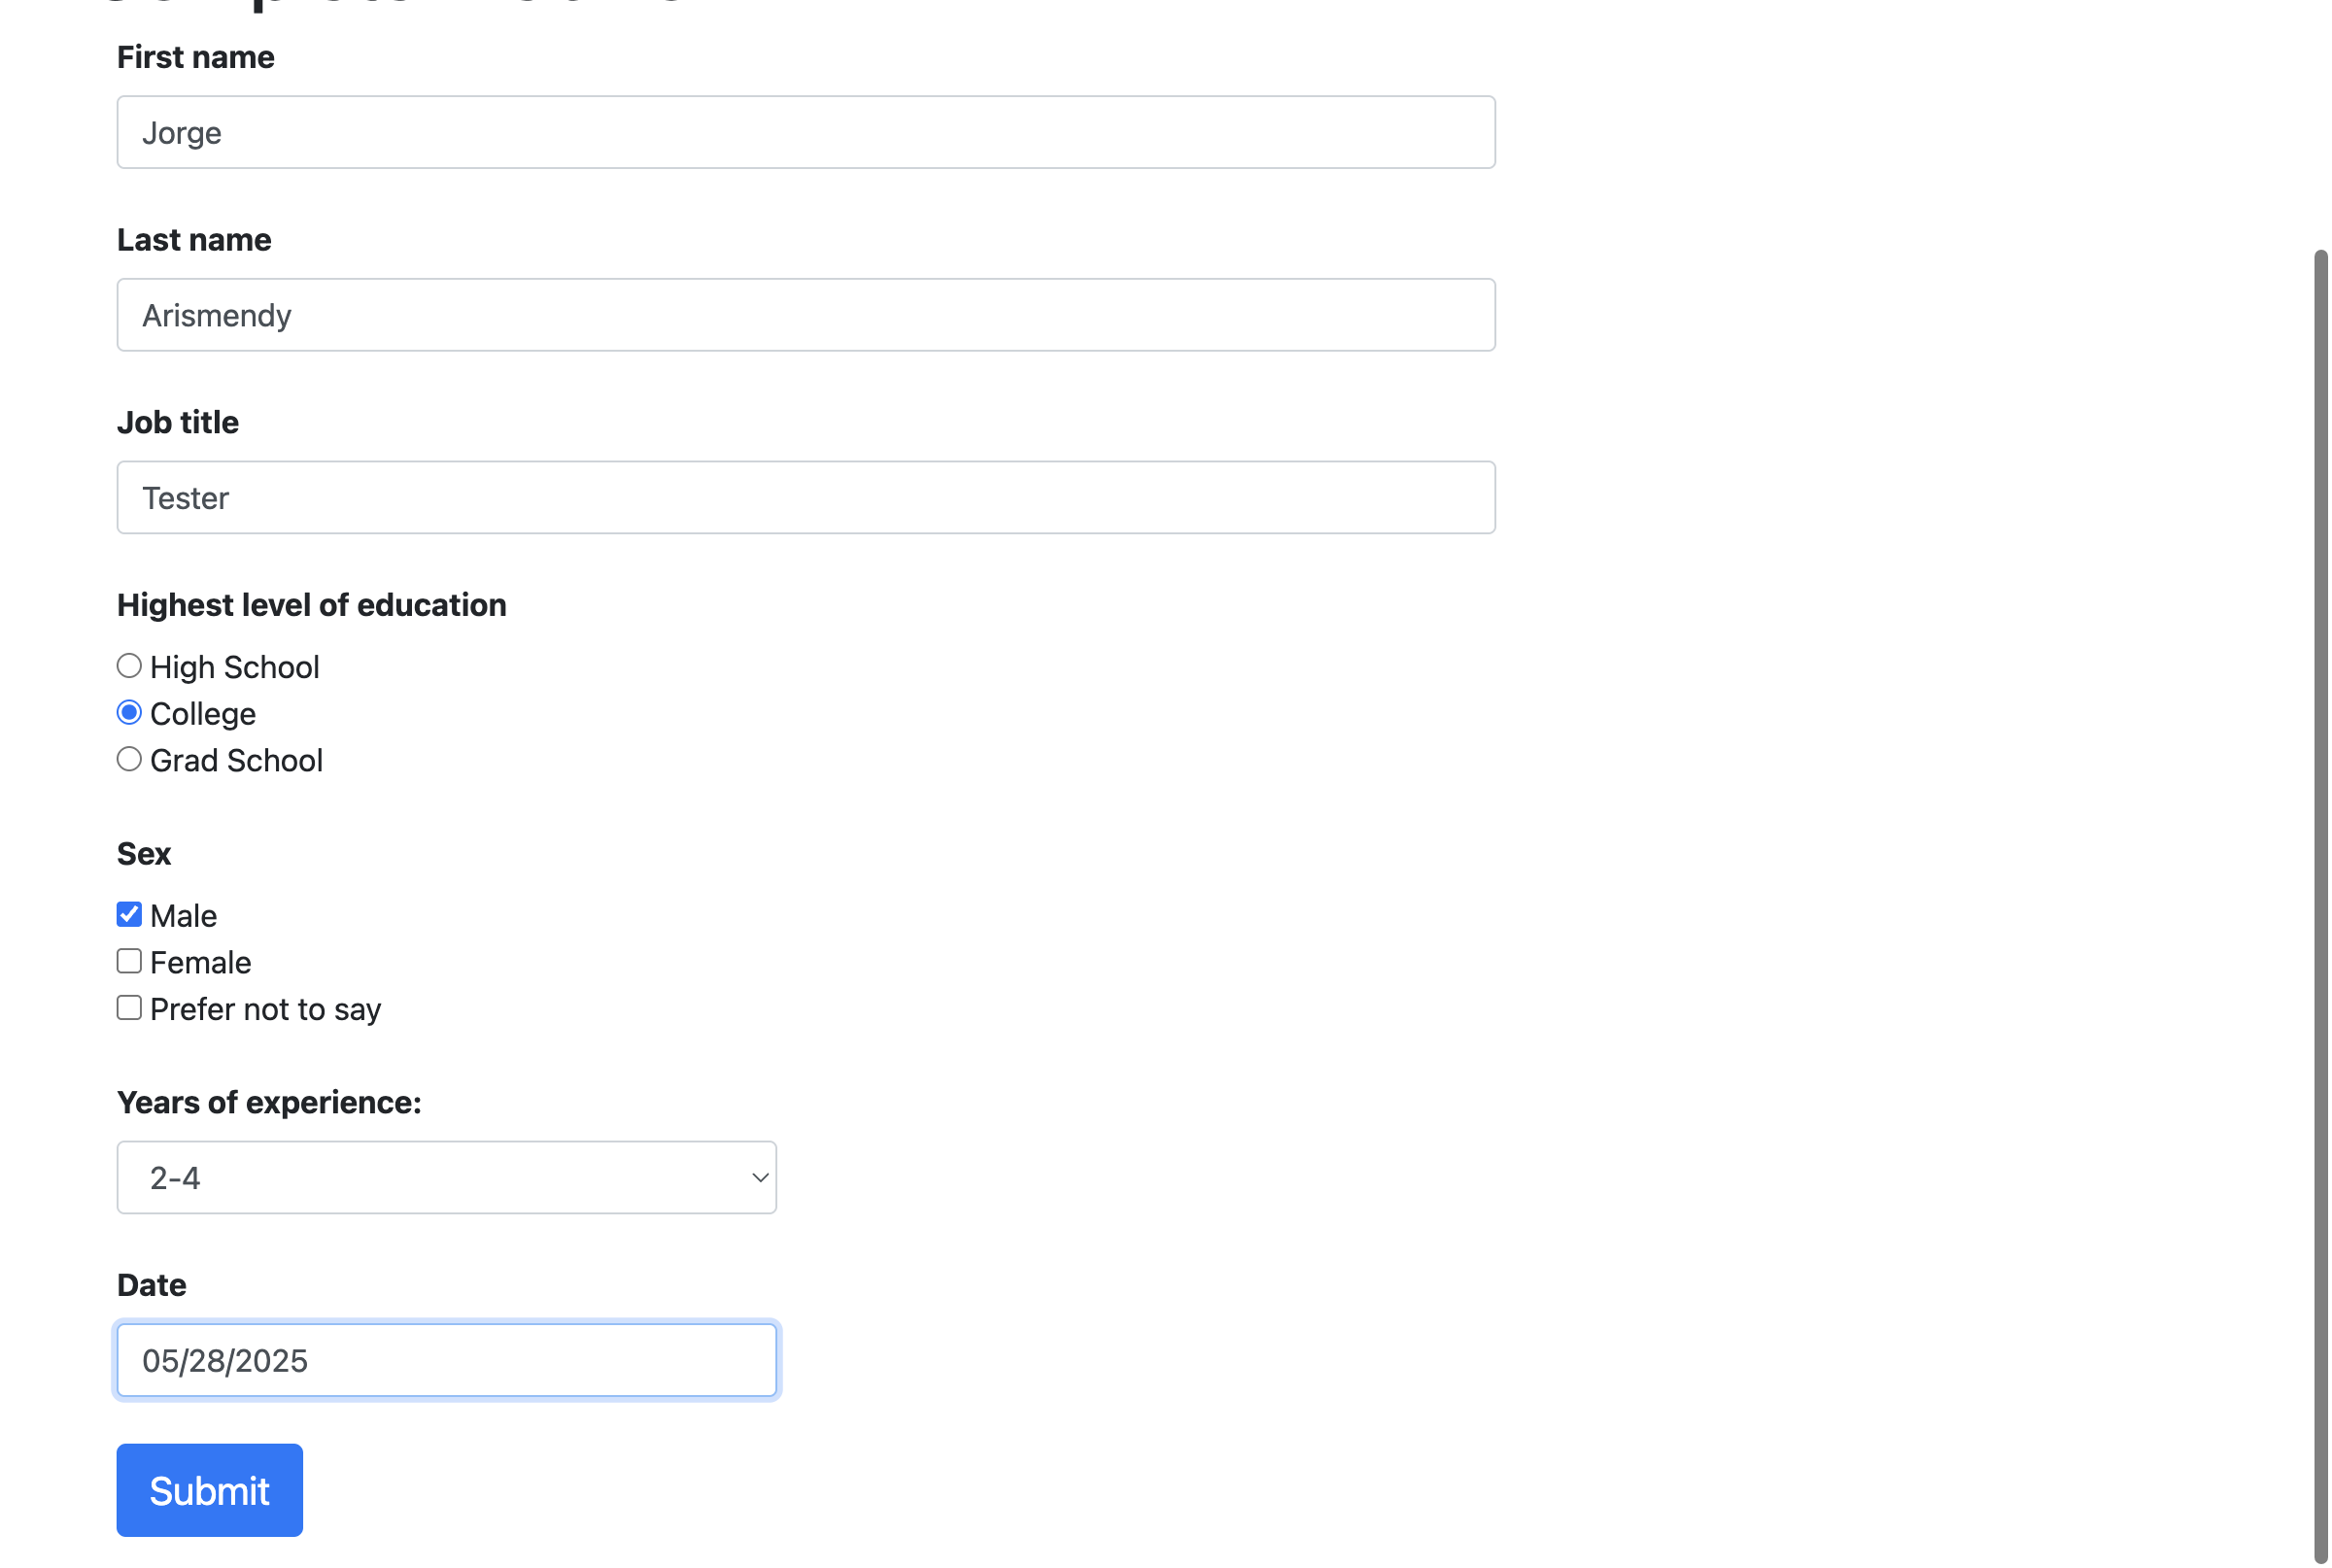 First name
Jorge
Last name
Arismendy
Job title
Tester
Highest level of education
High School
College
Grad School
Sex
Male
Female
Prefer not to say
Years of experience:
2-4
Date
05/28/2025
Submit